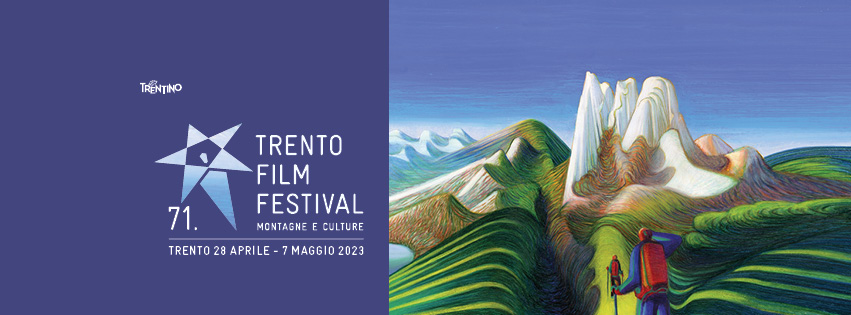 TRENTINO
TRENTO
FILM
FESTIVAL
71.
MONTAGNE E CULTURE
TRENTO 28 APRILE - 7 MAGGIO 2023